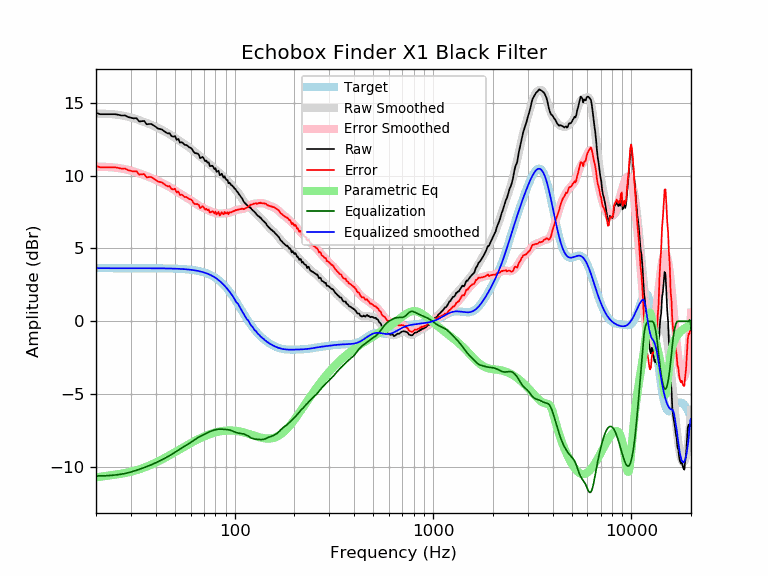 Echobox Finder X1 Black Filter
Target
Raw Smoothed
Error Smoothed
Raw
Error
Parametric Eq
Equalization
Equalized smoothed
15
10
5
0
−5
−10
Amplitude (dBr)
100
1000
10000
Frequency (Hz)